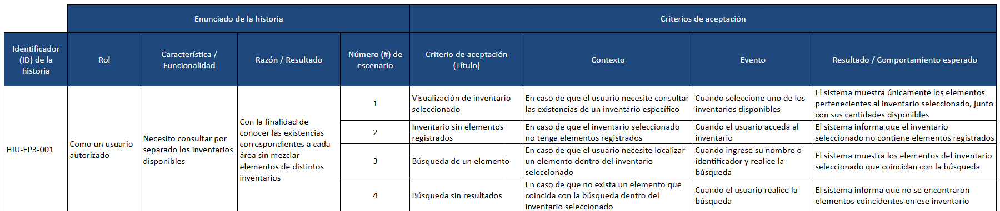 Enunciado de la historia
Criterios de aceptación
Identificador
(ID) de la
historia
Rol
Característica /
Funcionalidad
Razón / Resultado
Número (#) de
escenario
Criterio de aceptación
(Título)
Contexto
Evento
Resultado / Comportamiento esperado
HIU-EP3-001
Como un usuario
autorizado
Necesito consultar por
separado los inventarios
disponibles
Con la finalidad de
conocer las existencias
correspondientes a cada
área sin mezclar
elementos de distintos
inventarios
1
Visualización de inventario
seleccionado
En caso de que el usuario necesite consultar
las existencias de un inventario específico
Cuando seleccione uno de los
inventarios disponibles
El sistema muestra únicamente los elementos
pertenecientes al inventario seleccionado, junto
con sus cantidades disponibles
2
Inventario sin elementos
registrados
En caso de que el inventario seleccionado
no tenga elementos registrados
Cuando el usuario acceda al
inventario
El sistema informa que el inventario
seleccionado no contiene elementos registrados
3
Búsqueda de un elemento
En caso de que el usuario necesite localizar
un elemento dentro del inventario
seleccionado
Cuando ingrese su nombre o
identificador y realice la
búsqueda
El sistema muestra los elementos del inventario
seleccionado que coincidan con la búsqueda
4
Búsqueda sin resultados
En caso de que no exista un elemento que
coincida con la búsqueda dentro del
inventario seleccionado
Cuando el usuario realice la
búsqueda
El sistema informa que no se encontraron
elementos coincidentes en ese inventario